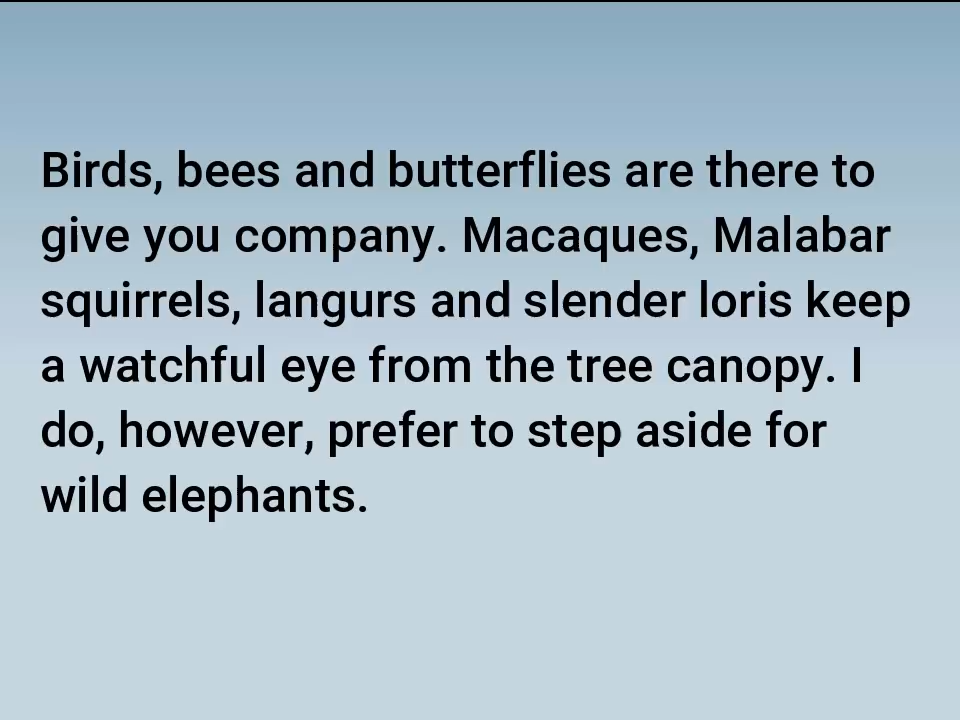 Birds, bees and butterflies are there to
give you company. Macaques, Malabar
squirrels, langurs and slender loris keep
a watchful eye from the tree canopy. I
do, however, prefer to step aside for
wild elephants.